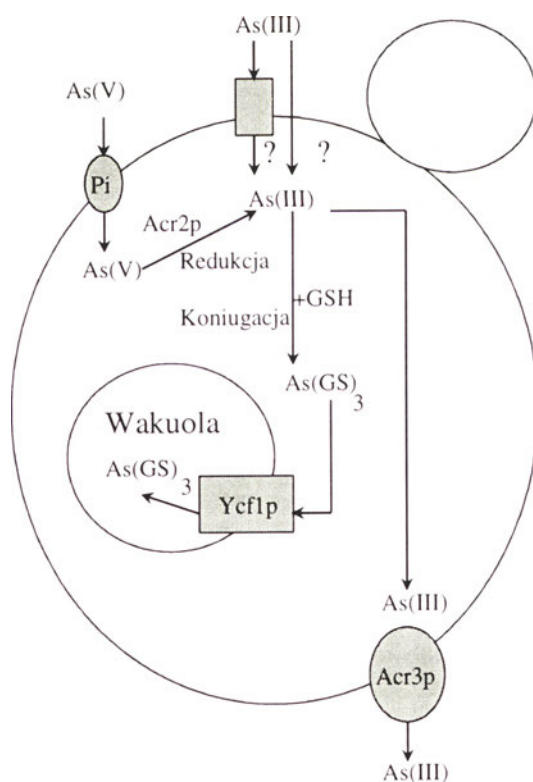 As(III)
As(V)
? ?
Pi
As(III)
Acr2p
As(V)
Redukcja
+GSH
Koniugacja
As(GS)3
Wakuola
As(GS)3
Ycf1p
As(III)
Acr3p
As(III)